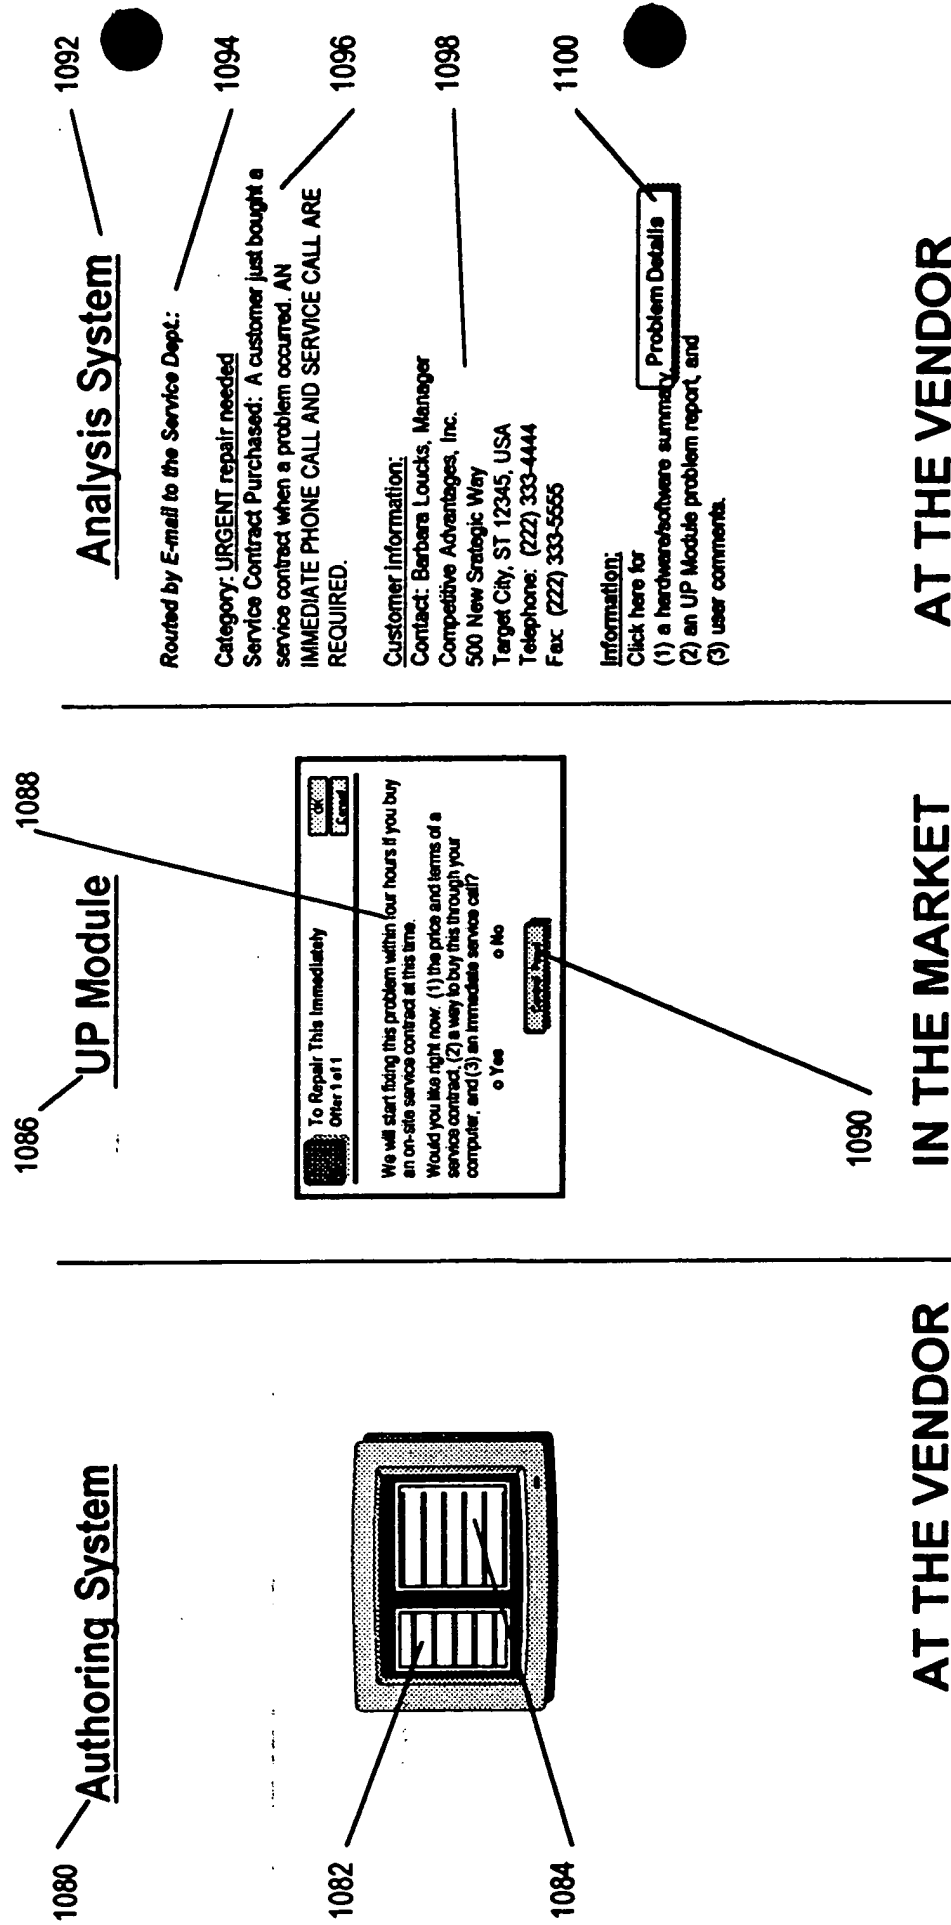 1080
Authoring System
1082
1084
AT THE VENDOR
1086
UP Module
1088
To Repair This Immediately
Offer 1 of 1
OK
Cancel
We will start fixing this problem within four hours if you buy
an on-site service contract at this time.
Would you like right now: (1) the price and terms of a
service contract, (2) a way to buy this through your
computer, and (3) an immediate service call?
o Yes
o No
1090
IN THE MARKET
Analysis System
1092
Routed by E-mail to the Service Dept.:
1094
Category: URGENT repair needed
Service Contract Purchased: A customer just bought a
service contract when a problem occurred. AN
IMMEDIATE PHONE CALL AND SERVICE CALL ARE
REQUIRED.
1096
Customer Information:
Contact: Barbara Loucks, Manager
Competitive Advantages, Inc.
500 New Srategic Way
Target City, ST 12345, USA
Telephone: (222) 333-4444
Fax: (222) 333-5555
1098
Information:
Click here for
(1) a hardware/software summary,
(2) an UP Module problem report, and
(3) user comments.
Problem Details
1100
AT THE VENDOR